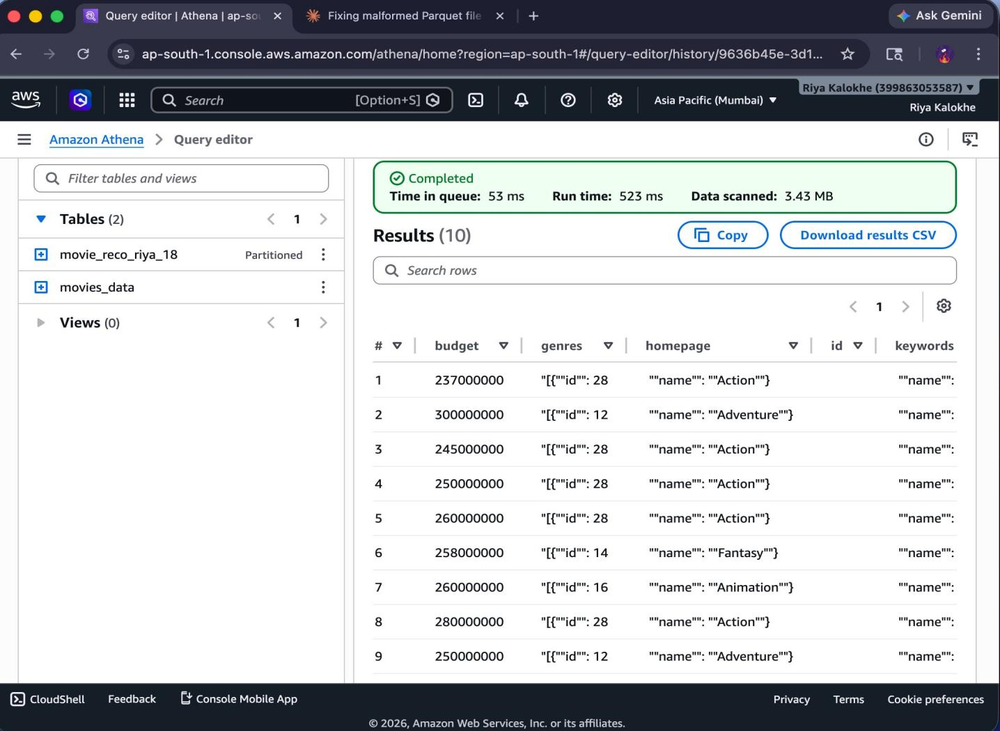 Query editor | Athena | ap-sou
Fixing malformed Parquet file
Ask Gemini
ap-south-1.console.aws.amazon.com/athena/home?region=ap-south-1#/query-editor/history/9636b45e-3d1...
aws
Search
[Option+S]
Asia Pacific (Mumbai)
Riya Kalokhe (399863053587)
Riya Kalokhe
Amazon Athena
Query editor
Filter tables and views
Tables (2)
1
movie_reco_riya_18
Partitioned
movies_data
Views (0)
1
Completed
Time in queue: 53 ms Run time: 523 ms Data scanned: 3.43 MB
Results (10)
Copy
Download results CSV
Search rows
1
# budget genres homepage id keywords
1 237000000 "[{""id"": 28 ""name"": ""Action""} ""name"":
2 300000000 "[{""id"": 12 ""name"": ""Adventure""} ""name"":
3 245000000 "[{""id"": 28 ""name"": ""Action""} ""name"":
4 250000000 "[{""id"": 28 ""name"": ""Action""} ""name"":
5 260000000 "[{""id"": 28 ""name"": ""Action""} ""name"":
6 258000000 "[{""id"": 14 ""name"": ""Fantasy""} ""name"":
7 260000000 "[{""id"": 16 ""name"": ""Animation""} ""name"":
8 280000000 "[{""id"": 28 ""name"": ""Action""} ""name"":
9 250000000 "[{""id"": 12 ""name"": ""Adventure""} ""name"":
CloudShell Feedback Console Mobile App Privacy Terms Cookie preferences
© 2026, Amazon Web Services, Inc. or its affiliates.